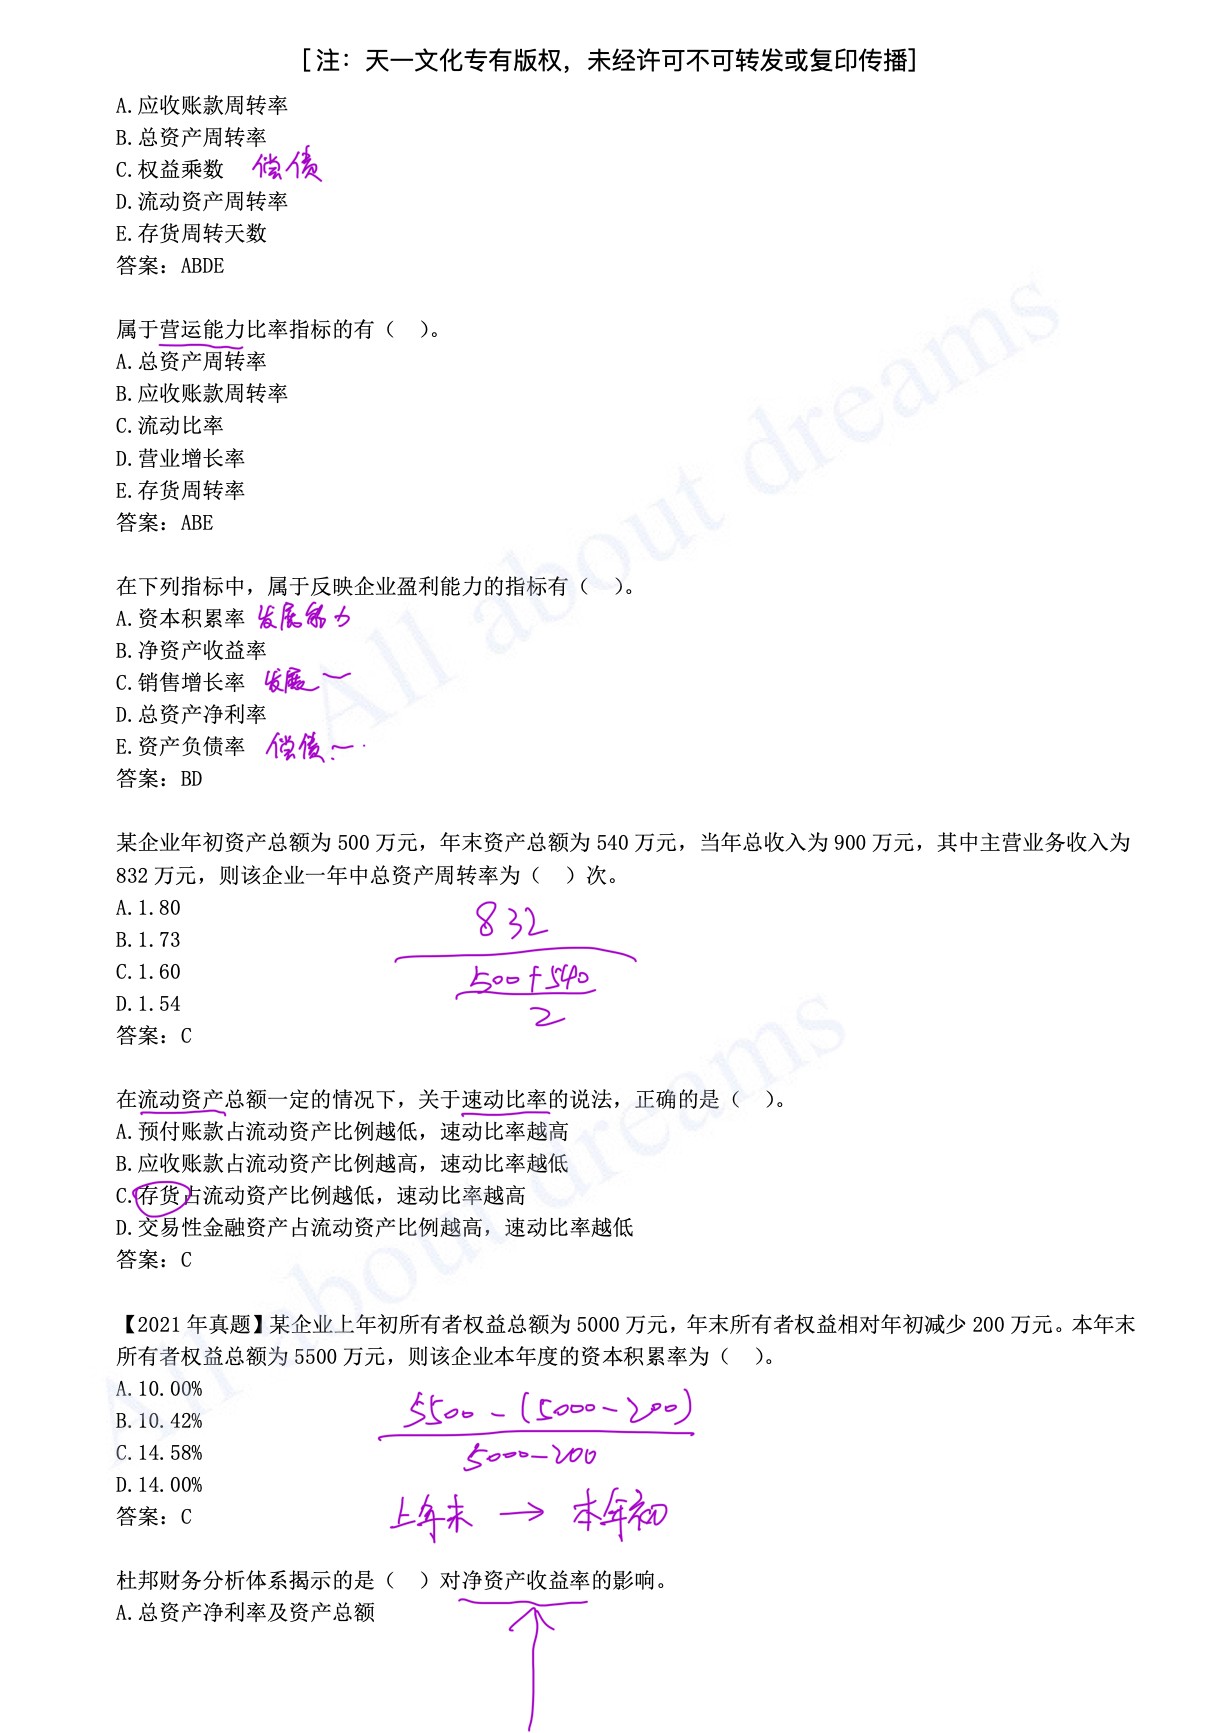 [注：天一文化专有版权，未经许可不可转发或复印传播]
A.应收账款周转率
B.总资产周转率
C.权益乘数 偿债
D.流动资产周转率
E.存货周转天数
答案：ABDE
属于营运能力比率指标的有（ ）。
A.总资产周转率
B.应收账款周转率
C.流动比率
D.营业增长率
E.存货周转率
答案：ABE
在下列指标中，属于反映企业盈利能力的指标有（ ）。
A.资本积累率 发展能力
B.净资产收益率
C.销售增长率 发展~
D.总资产净利率
E.资产负债率 偿债~
答案：BD
某企业年初资产总额为 500 万元，年末资产总额为 540 万元，当年总收入为 900 万元，其中主营业务收入为
832 万元，则该企业一年中总资产周转率为（ ）次。
A.1.80
832
B.1.73
C.1.60
500+540
D.1.54
2
答案：C
在流动资产总额一定的情况下，关于速动比率的说法，正确的是（ ）。
A.预付账款占流动资产比例越低，速动比率越高
B.应收账款占流动资产比例越高，速动比率越低
C.存货占流动资产比例越低，速动比率越高
D.交易性金融资产占流动资产比例越高，速动比率越低
答案：C
【2021 年真题】某企业上年初所有者权益总额为 5000 万元，年末所有者权益相对年初减少 200 万元。本年末
所有者权益总额为 5500 万元，则该企业本年度的资本积累率为（ ）。
A.10.00%
5500-(5000-200)
B.10.42%
C.14.58%
5000-200
D.14.00%
答案：C
上年末 → 本年初
杜邦财务分析体系揭示的是（ ）对净资产收益率的影响。
A.总资产净利率及资产总额
All about dreams
All about dreams